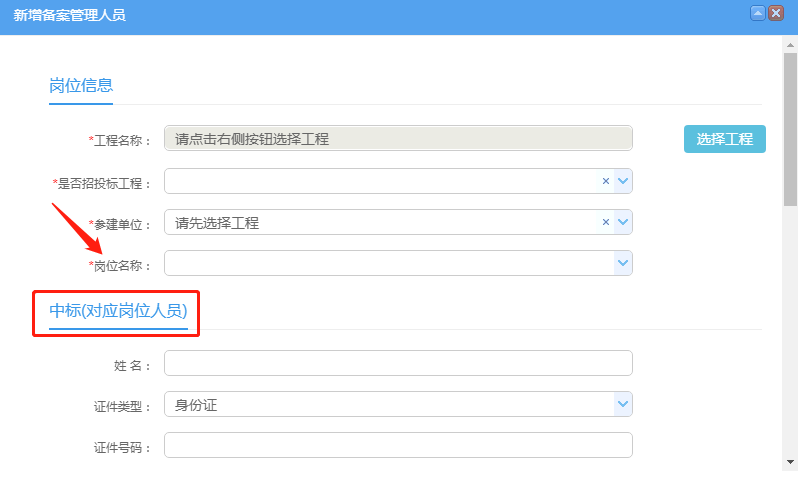 新增备案管理人员
岗位信息
*工程名称： 请点击右侧按钮选择工程 选择工程
*是否招投标工程：
*参建单位： 请先选择工程
*岗位名称：
中标(对应岗位人员)
姓 名：
证件类型： 身份证
证件号码：